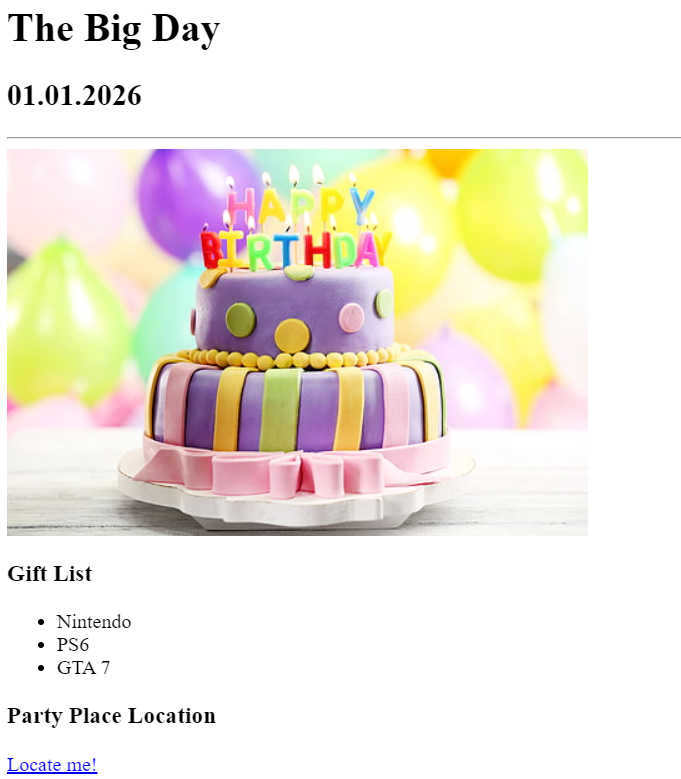 The Big Day
01.01.2026
HAPPY
BIRTHDAY
Gift List
Nintendo
PS6
GTA 7
Party Place Location
Locate me!